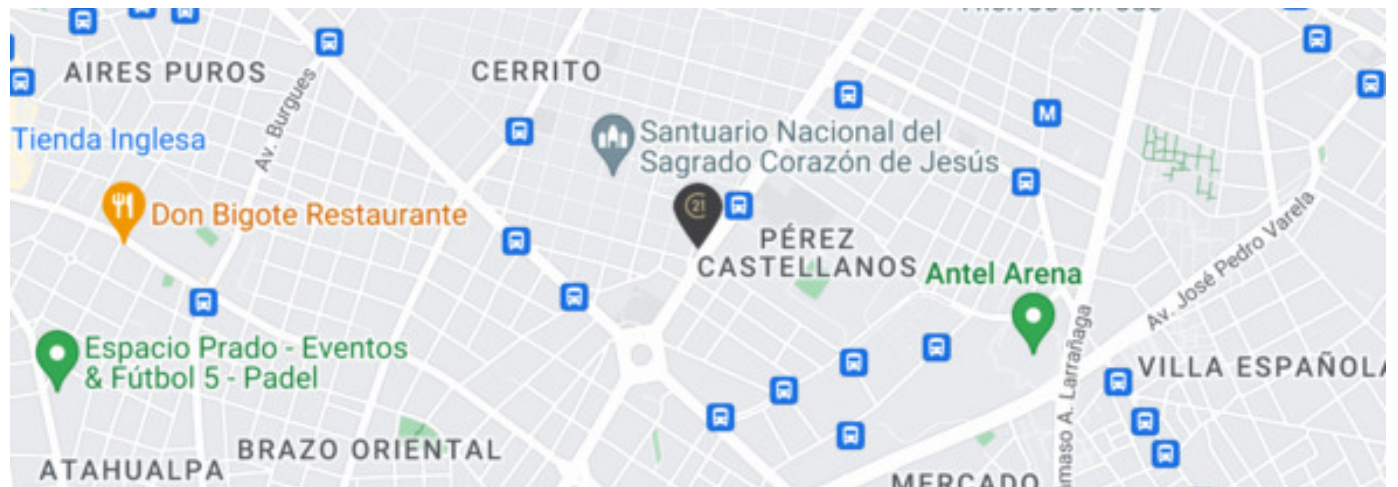 AIRES PUROS
CERRITO
Av. Burgues
M
Tienda Inglesa
Santuario Nacional del
Sagrado Corazón de Jesús
Don Bigote Restaurante
21
PÉREZ
CASTELLANOS
Antel Arena
Av. José Pedro Varela
Espacio Prado - Eventos
& Fútbol 5 - Padel
VILLA ESPAÑOLA
Larrañaga
BRAZO ORIENTAL
ATAHUALPA
MERCADO